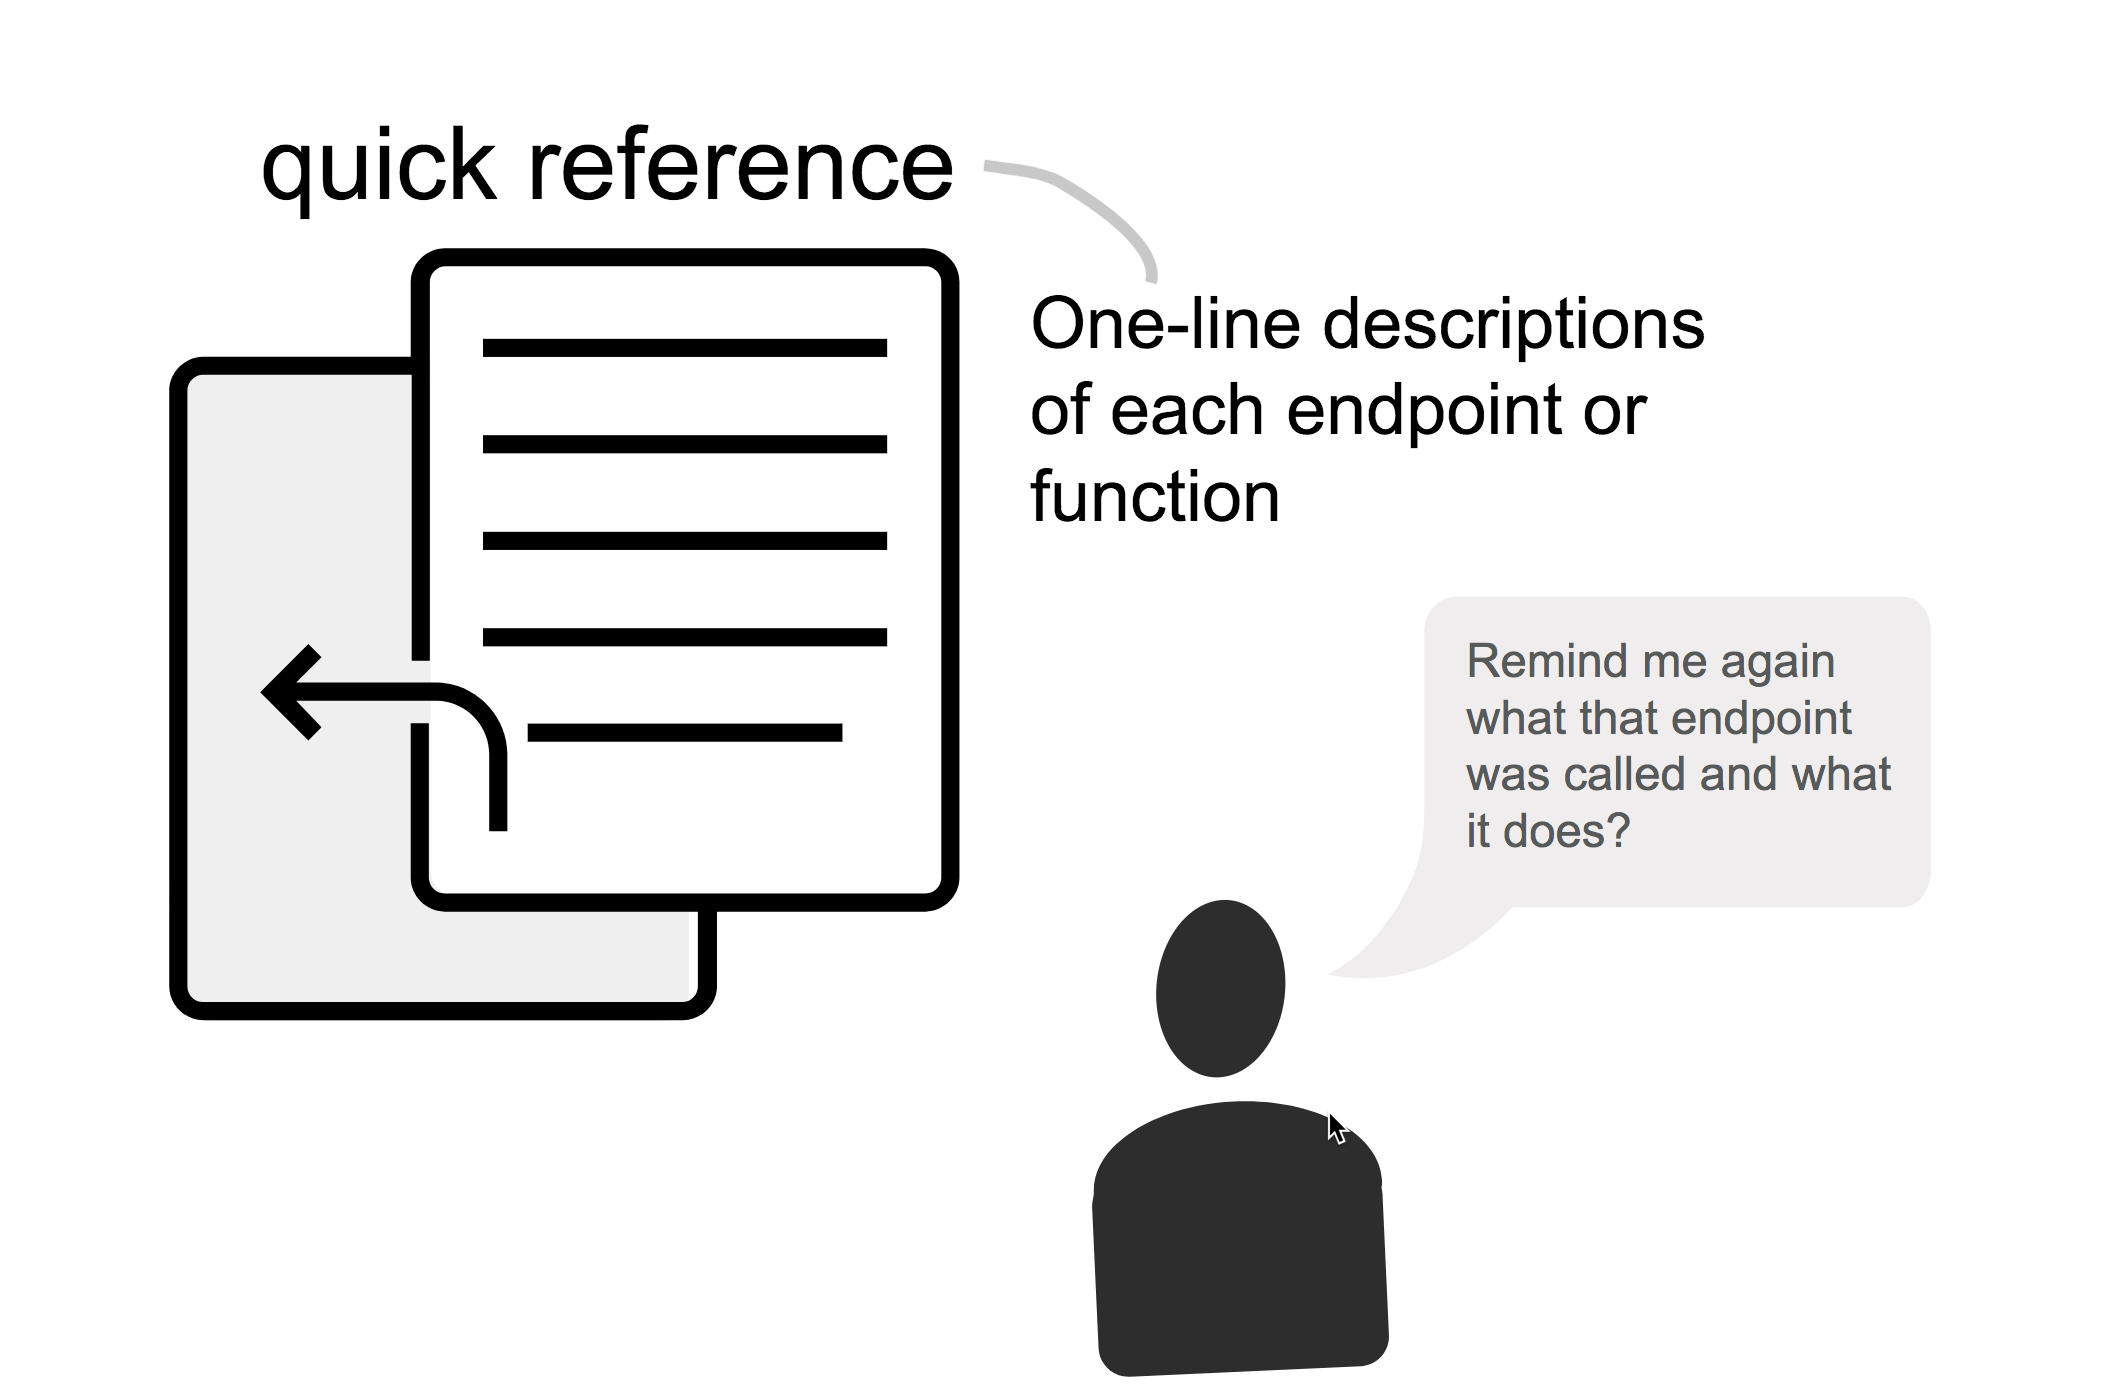 quick reference
One-line descriptions
of each endpoint or
function
Remind me again
what that endpoint
was called and what
it does?